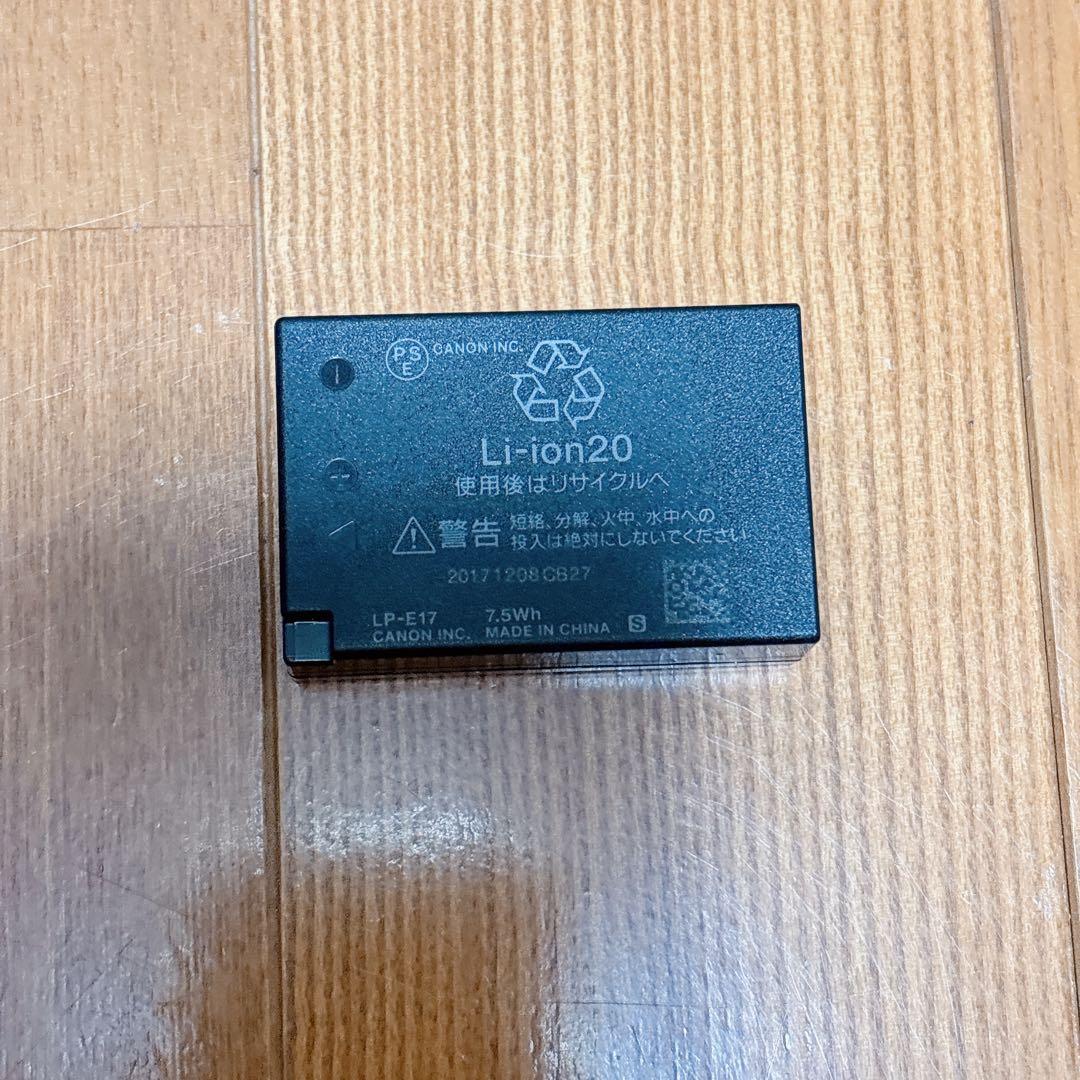 PSE CANON INC.
Li-ion20
使用後はリサイクルへ
警告 短絡、分解、火中、水中への
投入は絶対にしないでください
20171208CB27
LP-E17 7.5Wh
CANON INC. MADE IN CHINA S